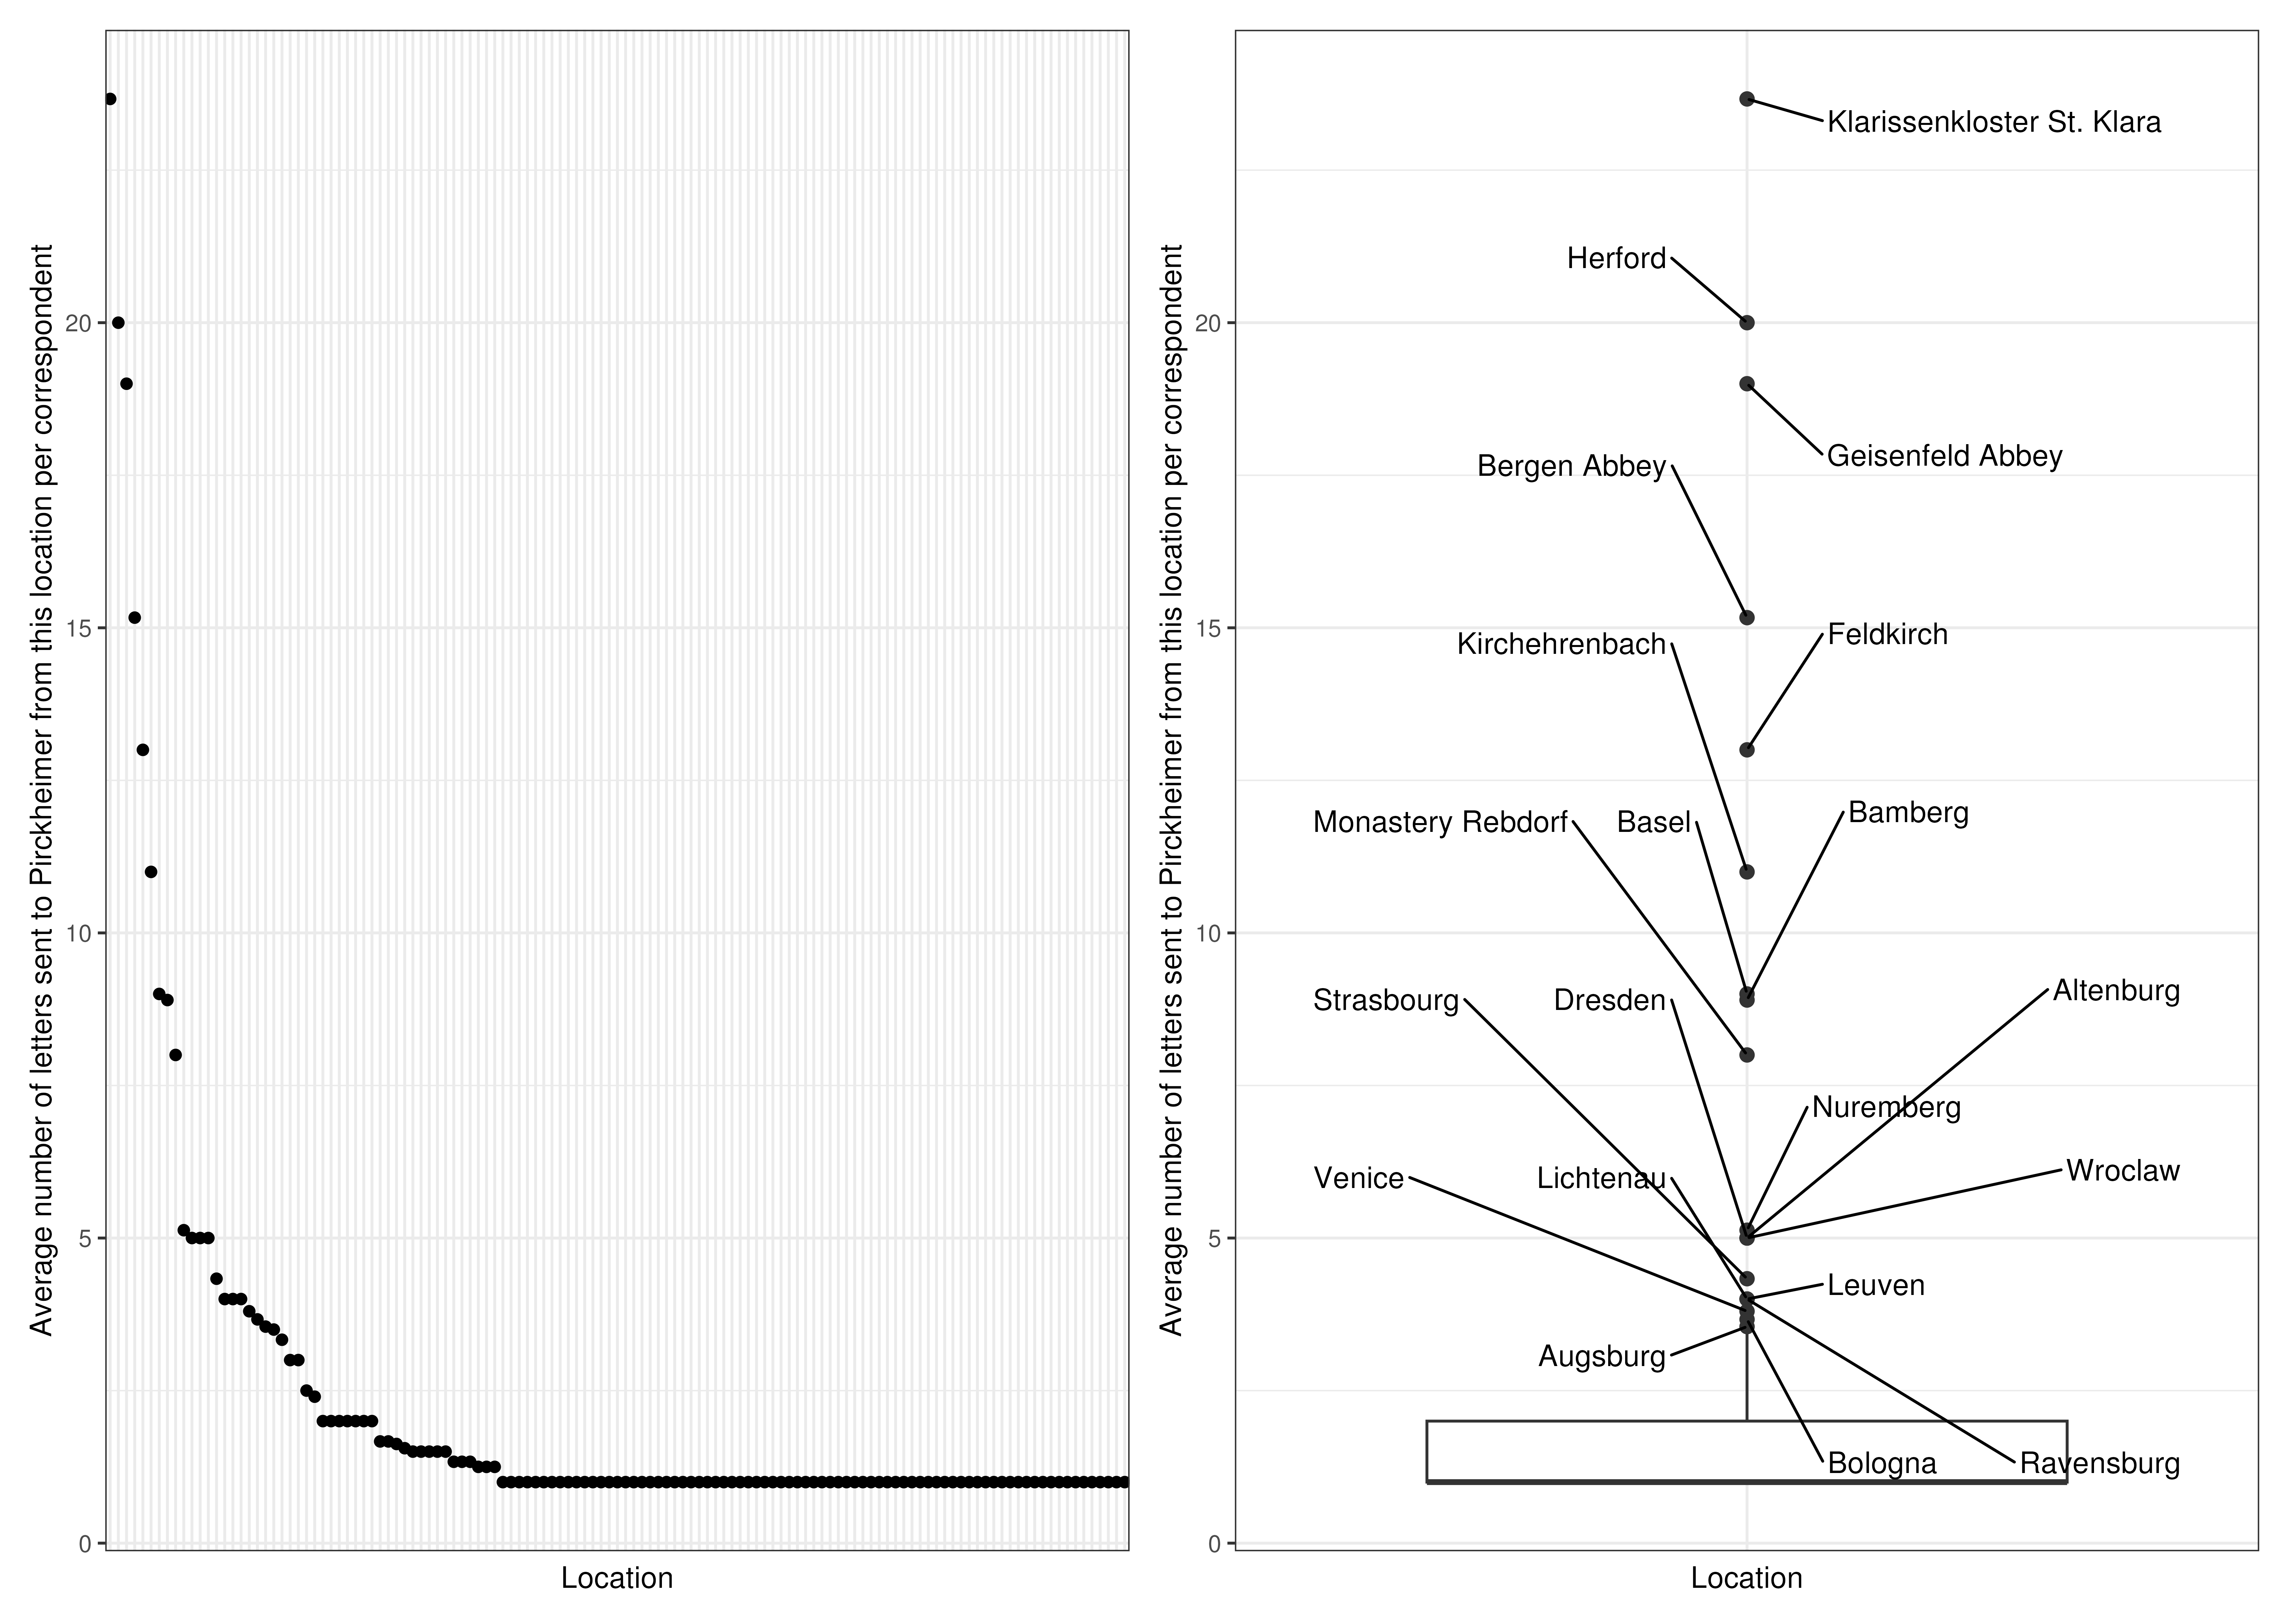 Average number of letters sent to Pirckheimer from this location per correspondent
20
15
10
5
0
Location
Average number of letters sent to Pirckheimer from this location per correspondent
20
15
10
5
0
Klarissenkloster St. Klara
Herford
Geisenfeld Abbey
Bergen Abbey
Feldkirch
Kirchehrenbach
Bamberg
Monastery Rebdorf
Basel
Altenburg
Strasbourg
Dresden
Nuremberg
Wroclaw
Venice
Lichtenau
Leuven
Augsburg
Bologna
Ravensburg
Location